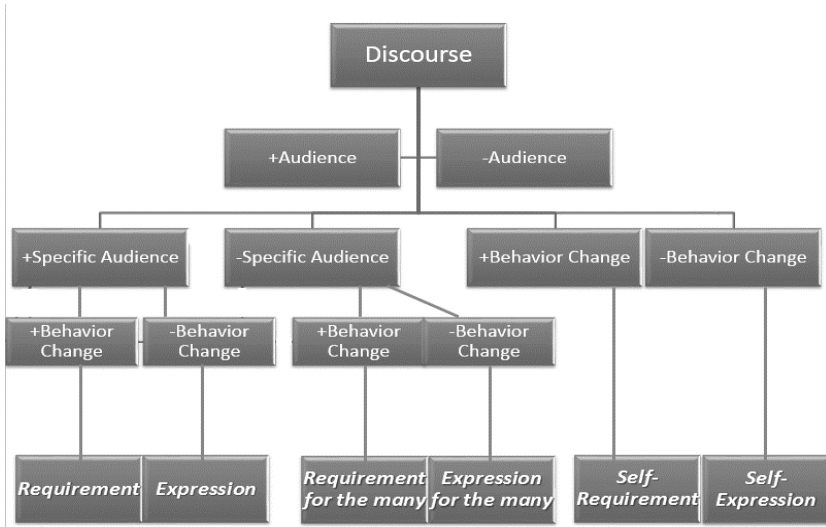 Discourse
+Audience
-Audience
+Specific Audience
-Specific Audience
+Behavior Change
-Behavior Change
+Behavior
Change
-Behavior
Change
+Behavior
Change
-Behavior
Change
Requirement
Expression
Requirement
for the many
Expression
for the many
Self-
Requirement
Self-
Expression